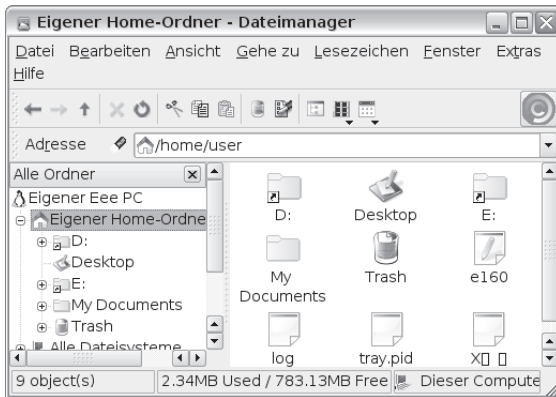 Eigener Home-Ordner - Dateimanager
Datei Bearbeiten Ansicht Gehe zu Lesezeichen Fenster Extras
Hilfe
Adresse /home/user
Alle Ordner
Eigener Eee PC
Eigener Home-Ordne
D:
Desktop
E:
My Documents
Trash
Alle Dateisysteme
D: Desktop E:
My Documents Trash e160
log tray.pid
9 object(s) 2.34MB Used / 783.13MB Free Dieser Compute